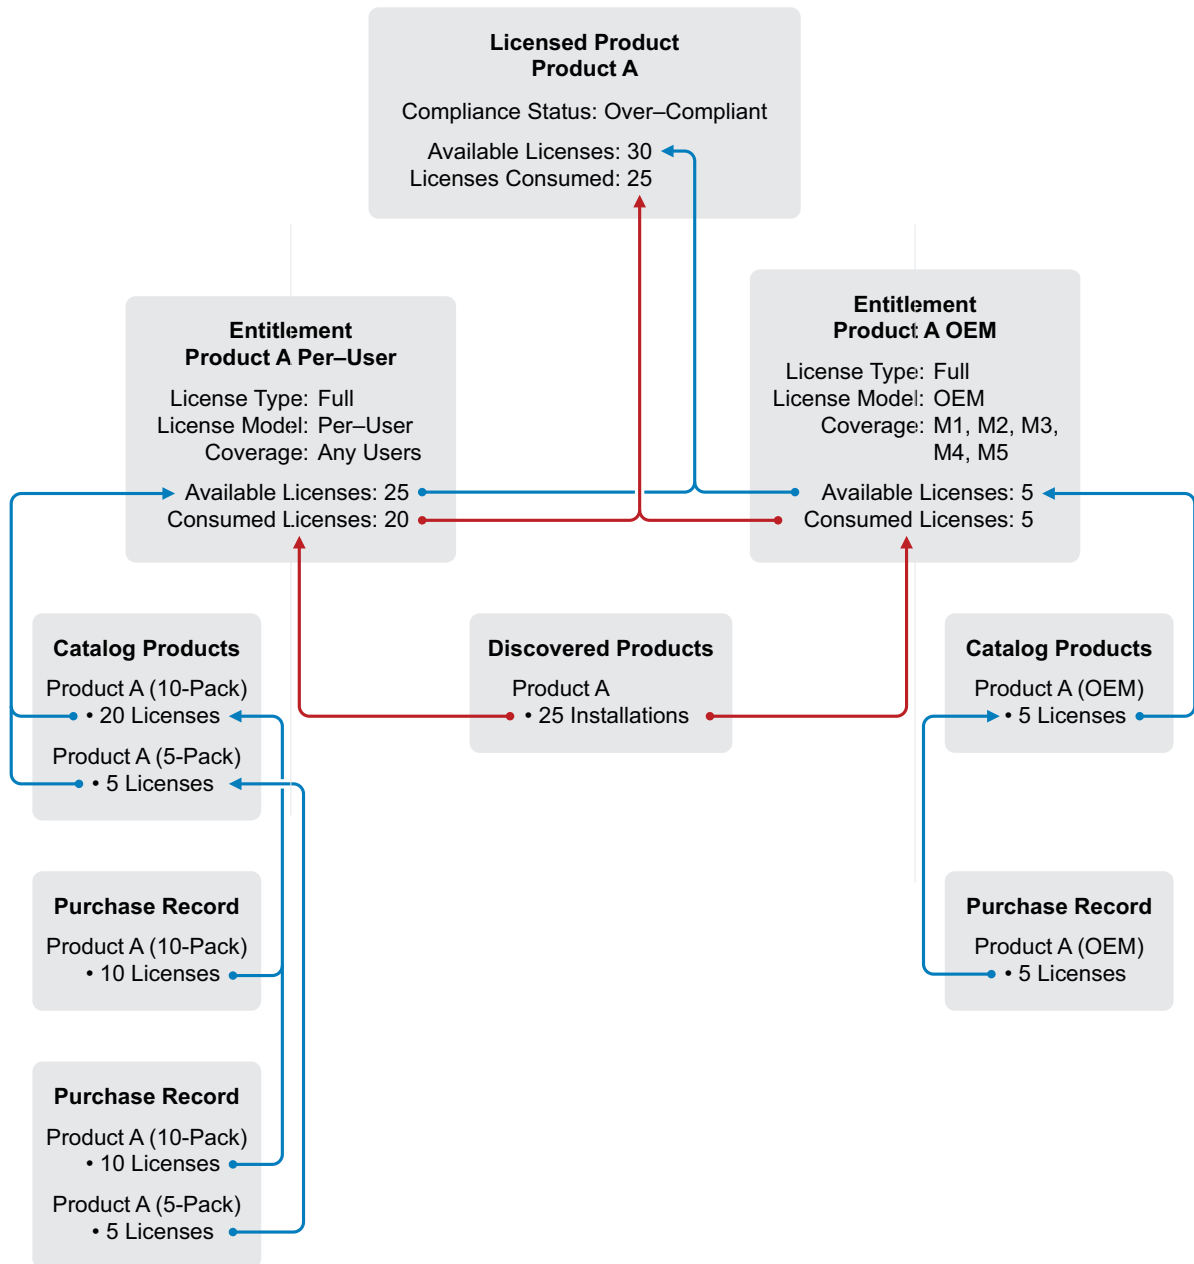 Licensed Product
Product A
Compliance Status: Over–Compliant
Available Licenses: 30
Licenses Consumed: 25
Entitlement
Product A Per–User
License Type: Full
License Model: Per–User
Coverage: Any Users
Available Licenses: 25
Consumed Licenses: 20
Entitlement
Product A OEM
License Type: Full
License Model: OEM
Coverage: M1, M2, M3,
M4, M5
Available Licenses: 5
Consumed Licenses: 5
Catalog Products
Product A (10-Pack)
• 20 Licenses
Product A (5-Pack)
• 5 Licenses
Discovered Products
Product A
• 25 Installations
Catalog Products
Product A (OEM)
• 5 Licenses
Purchase Record
Product A (10-Pack)
• 10 Licenses
Purchase Record
Product A (OEM)
• 5 Licenses
Purchase Record
Product A (10-Pack)
• 10 Licenses
Product A (5-Pack)
• 5 Licenses